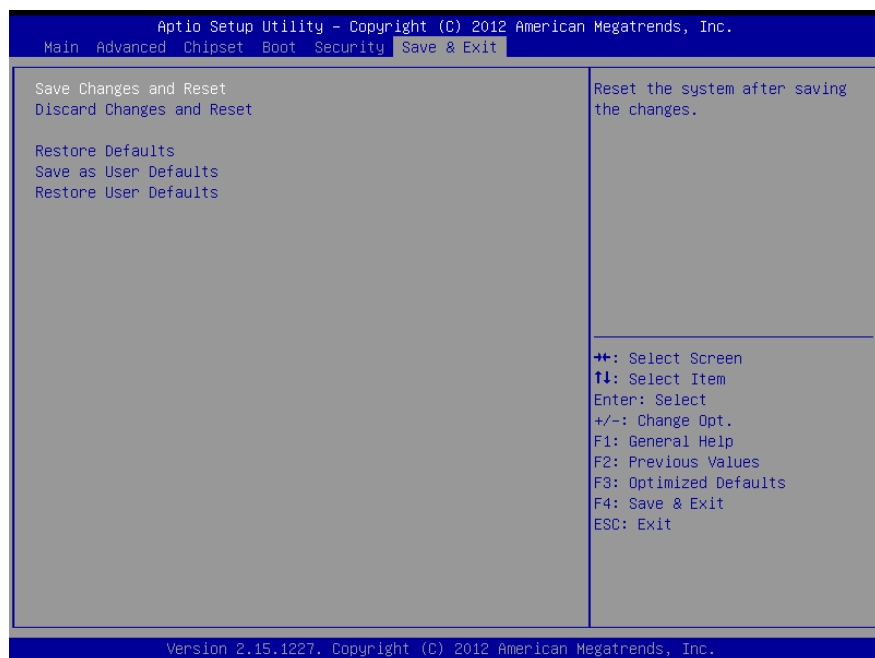 Aptio Setup Utility – Copyright (C) 2012 American Megatrends, Inc.
Main Advanced Chipset Boot Security Save & Exit
Save Changes and Reset
Discard Changes and Reset
Restore Defaults
Save as User Defaults
Restore User Defaults
Reset the system after saving
the changes.
→←: Select Screen
↑↓: Select Item
Enter: Select
+/-: Change Opt.
F1: General Help
F2: Previous Values
F3: Optimized Defaults
F4: Save & Exit
ESC: Exit
Version 2.15.1227. Copyright (C) 2012 American Megatrends, Inc.